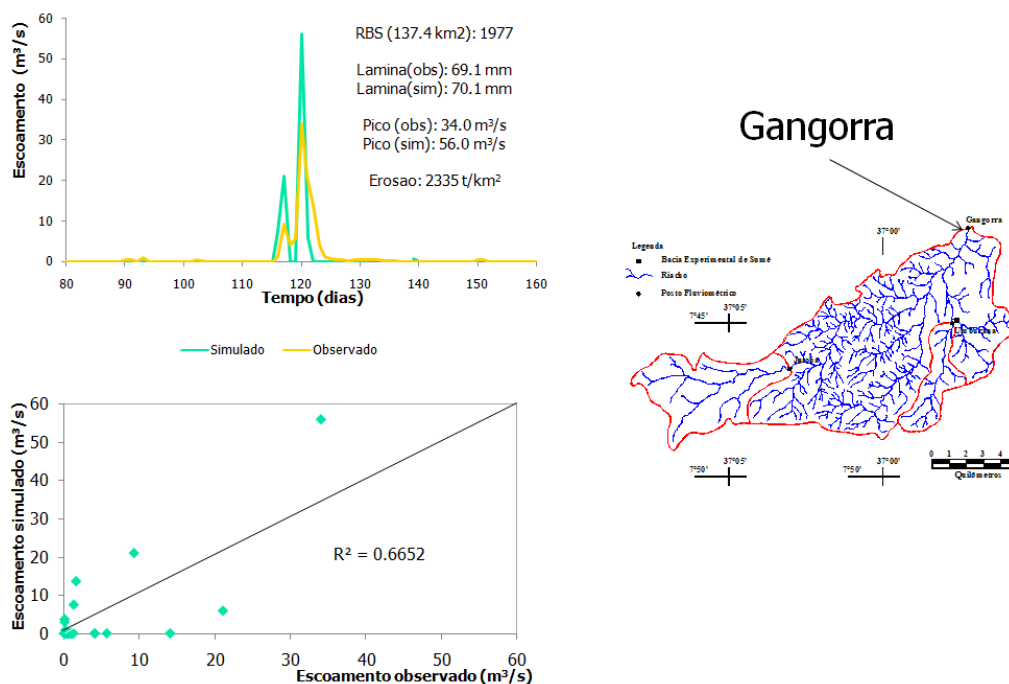 60
50
40
30
20
10
0
Escoamento (m³/s)
RBS (137.4 km2): 1977
Lamina(obs): 69.1 mm
Lamina(sim): 70.1 mm
Pico (obs): 34.0 m³/s
Pico (sim): 56.0 m³/s
Erosao: 2335 t/km²
80 90 100 110 120 130 140 150 160
Tempo (dias)
Simulado Observado
60
50
40
30
20
10
0
Escoamento simulado (m³/s)
R² = 0.6652
0 10 20 30 40 50 60
Escoamento observado (m³/s)
Gangorra
Gangorra
37°00'
Legenda
Bacia Experimental de Sumé
Riacho
Posto Fluviométrico
37°05'
7°45'
37°05' 37°00'
7°50' 7°50'
0 1 2 3 4
Quilômetros